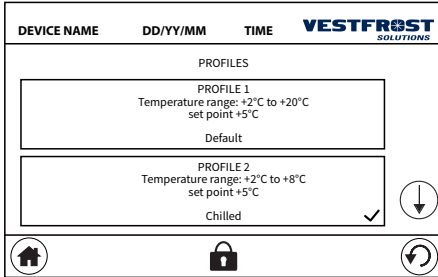 DEVICE NAME DD/YY/MM TIME VESTFROST
SOLUTIONS
PROFILES
PROFILE 1
Temperature range: +2°C to +20°C
set point +5°C
Default
PROFILE 2
Temperature range: +2°C to +8°C
set point +5°C
Chilled